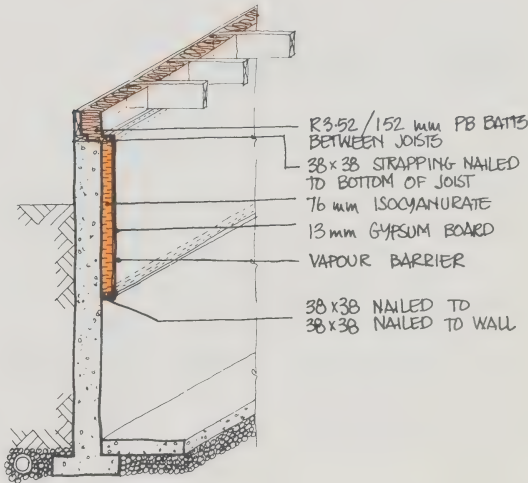 R3·52/152 mm PB BATTS
BETWEEN JOISTS
38×38 STRAPPING NAILED
TO BOTTOM OF JOIST
76 mm ISOCYANURATE
13 mm GYPSUM BOARD
VAPOUR BARRIER
38×38 NAILED TO
38×38 NAILED TO WALL